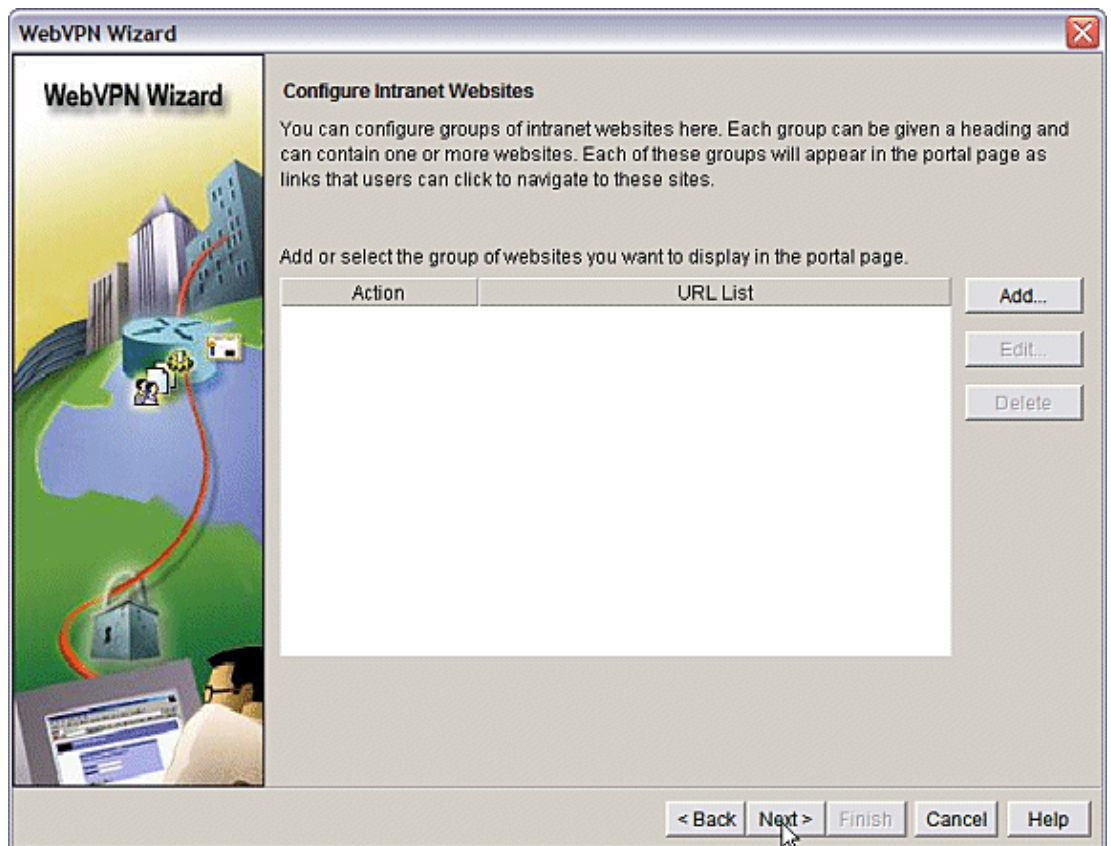 WebVPN Wizard
WebVPN Wizard
Configure Intranet Websites
You can configure groups of intranet websites here. Each group can be given a heading and
can contain one or more websites. Each of these groups will appear in the portal page as
links that users can click to navigate to these sites.
Add or select the group of websites you want to display in the portal page.
Action URL List
Add...
Edit...
Delete
< Back Next > Finish Cancel Help